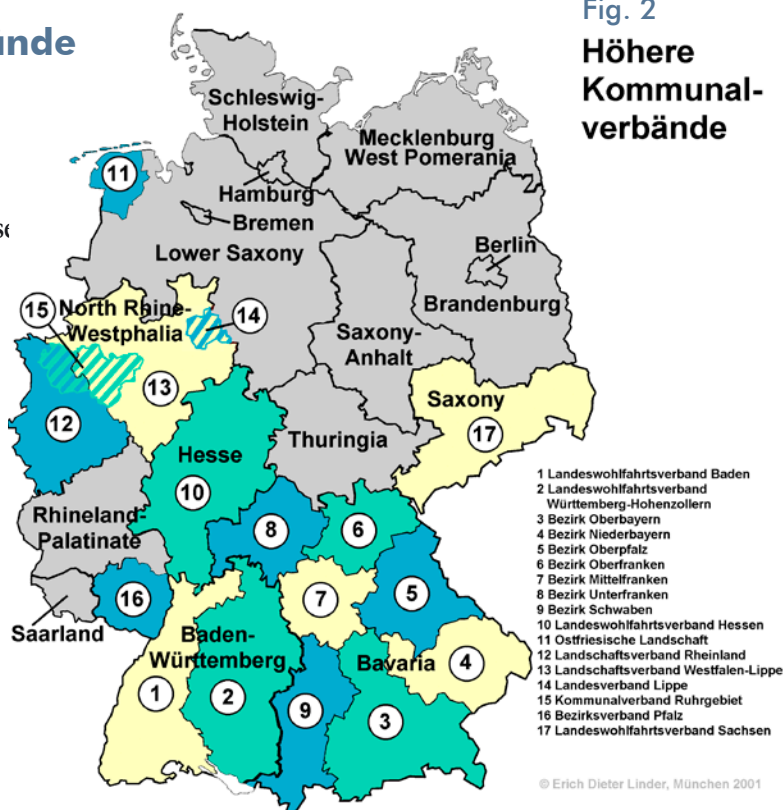 unde
Fig. 2
Höhere
Kommunal-
verbände
Schleswig-
Holstein
Mecklenburg
West Pomerania
11
Hamburg
Bremen
Lower Saxony
Berlin
Brandenburg
15
North Rhine-
Westphalia
14
Saxony-
Anhalt
13
12
Saxony
17
Thuringia
Hesse
10
Rhineland-
Palatinate
8
6
16
7
5
Saarland
Baden-
Württemberg
Bavaria
4
1
2
9
3
1 Landeswohlfahrtsverband Baden
2 Landeswohlfahrtsverband
Württemberg-Hohenzollern
3 Bezirk Oberbayern
4 Bezirk Niederbayern
5 Bezirk Oberpfalz
6 Bezirk Oberfranken
7 Bezirk Mittelfranken
8 Bezirk Unterfranken
9 Bezirk Schwaben
10 Landeswohlfahrtsverband Hessen
11 Ostfriesische Landschaft
12 Landschaftsverband Rheinland
13 Landschaftsverband Westfalen-Lippe
14 Landesverband Lippe
15 Kommunalverband Ruhrgebiet
16 Bezirksverband Pfalz
17 Landeswohlfahrtsverband Sachsen
© Erich Dieter Linder, München 2001